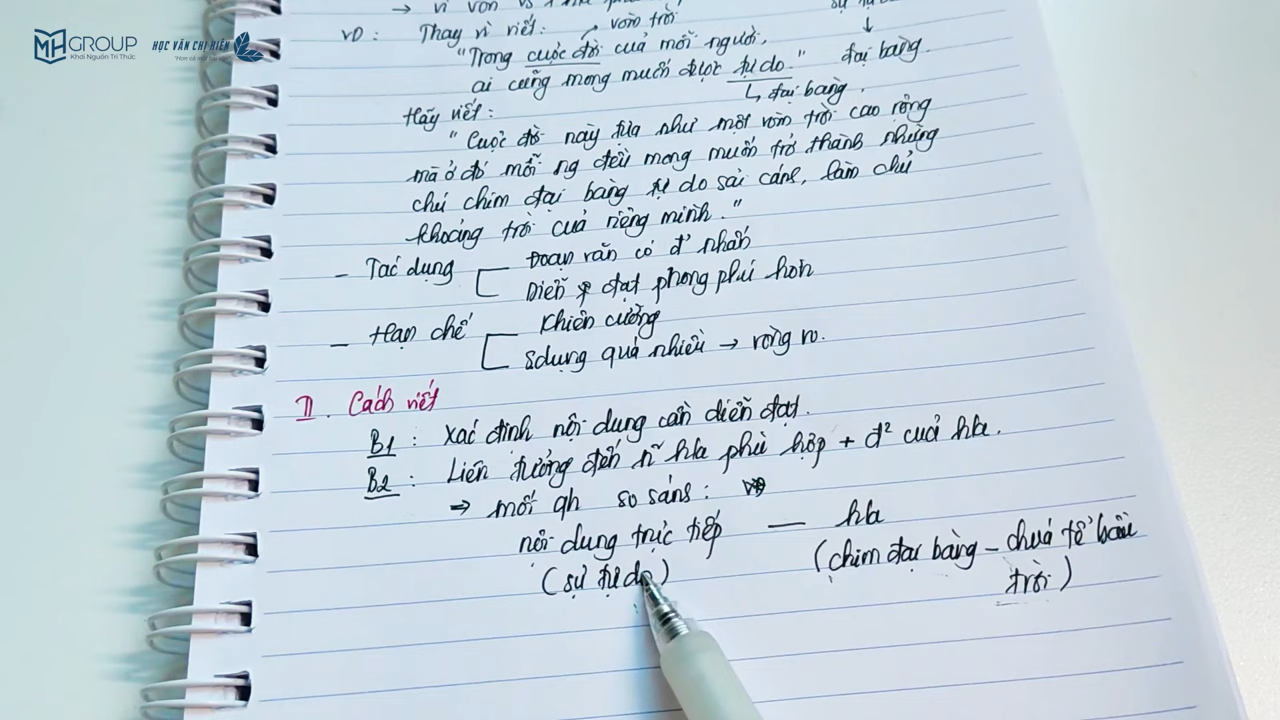 MH GROUP
Khơi Nguồn Tri Thức
HỌC VĂN CHỊ HIÊN
→ ví von vs
VD: Thay vì viết: vòm trời
"Trong cuộc đời của mỗi người,
ai cũng mong muốn được tự do." đại bàng
↳ đại bàng.
Hãy viết:
"Cuộc đời này tựa như một vòm trời cao rộng
mà ở đó mỗi ng đều mong muốn trở thành những
chú chim đại bàng tự do sải cánh, làm chủ
khoảng trời của riêng mình."
- Tác dụng Đoạn văn có đ' nhấn
Diễn đạt phong phú hơn
- Hạn chế Khiên cưỡng
Sdụng quá nhiều → rồng ro.
II. Cách viết
B1: Xác định nội dung cần diễn đạt.
B2: Liên tưởng đến ~ h/a phù hợp + đ² của h/a.
⇒ mối qh so sánh:
nội dung trực tiếp — h/a
(sự tự do) (chim đại bàng - chúa tể bầu
trời)